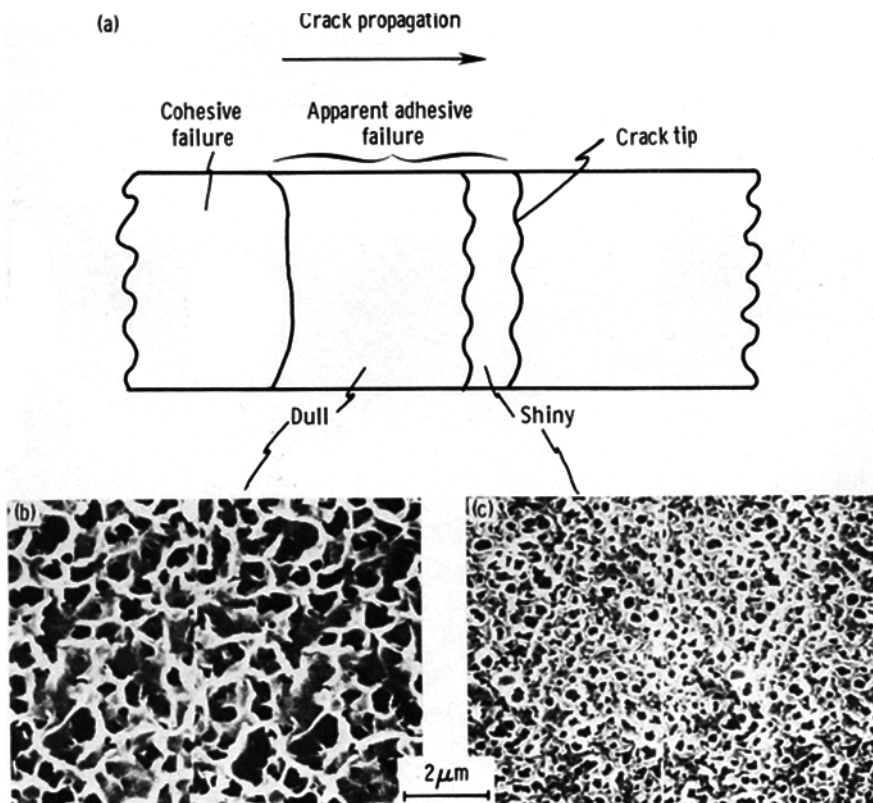 (a)
Crack propagation
Cohesive
failure
Apparent adhesive
failure
Crack tip
Dull
Shiny
(b)
(c)
2μm